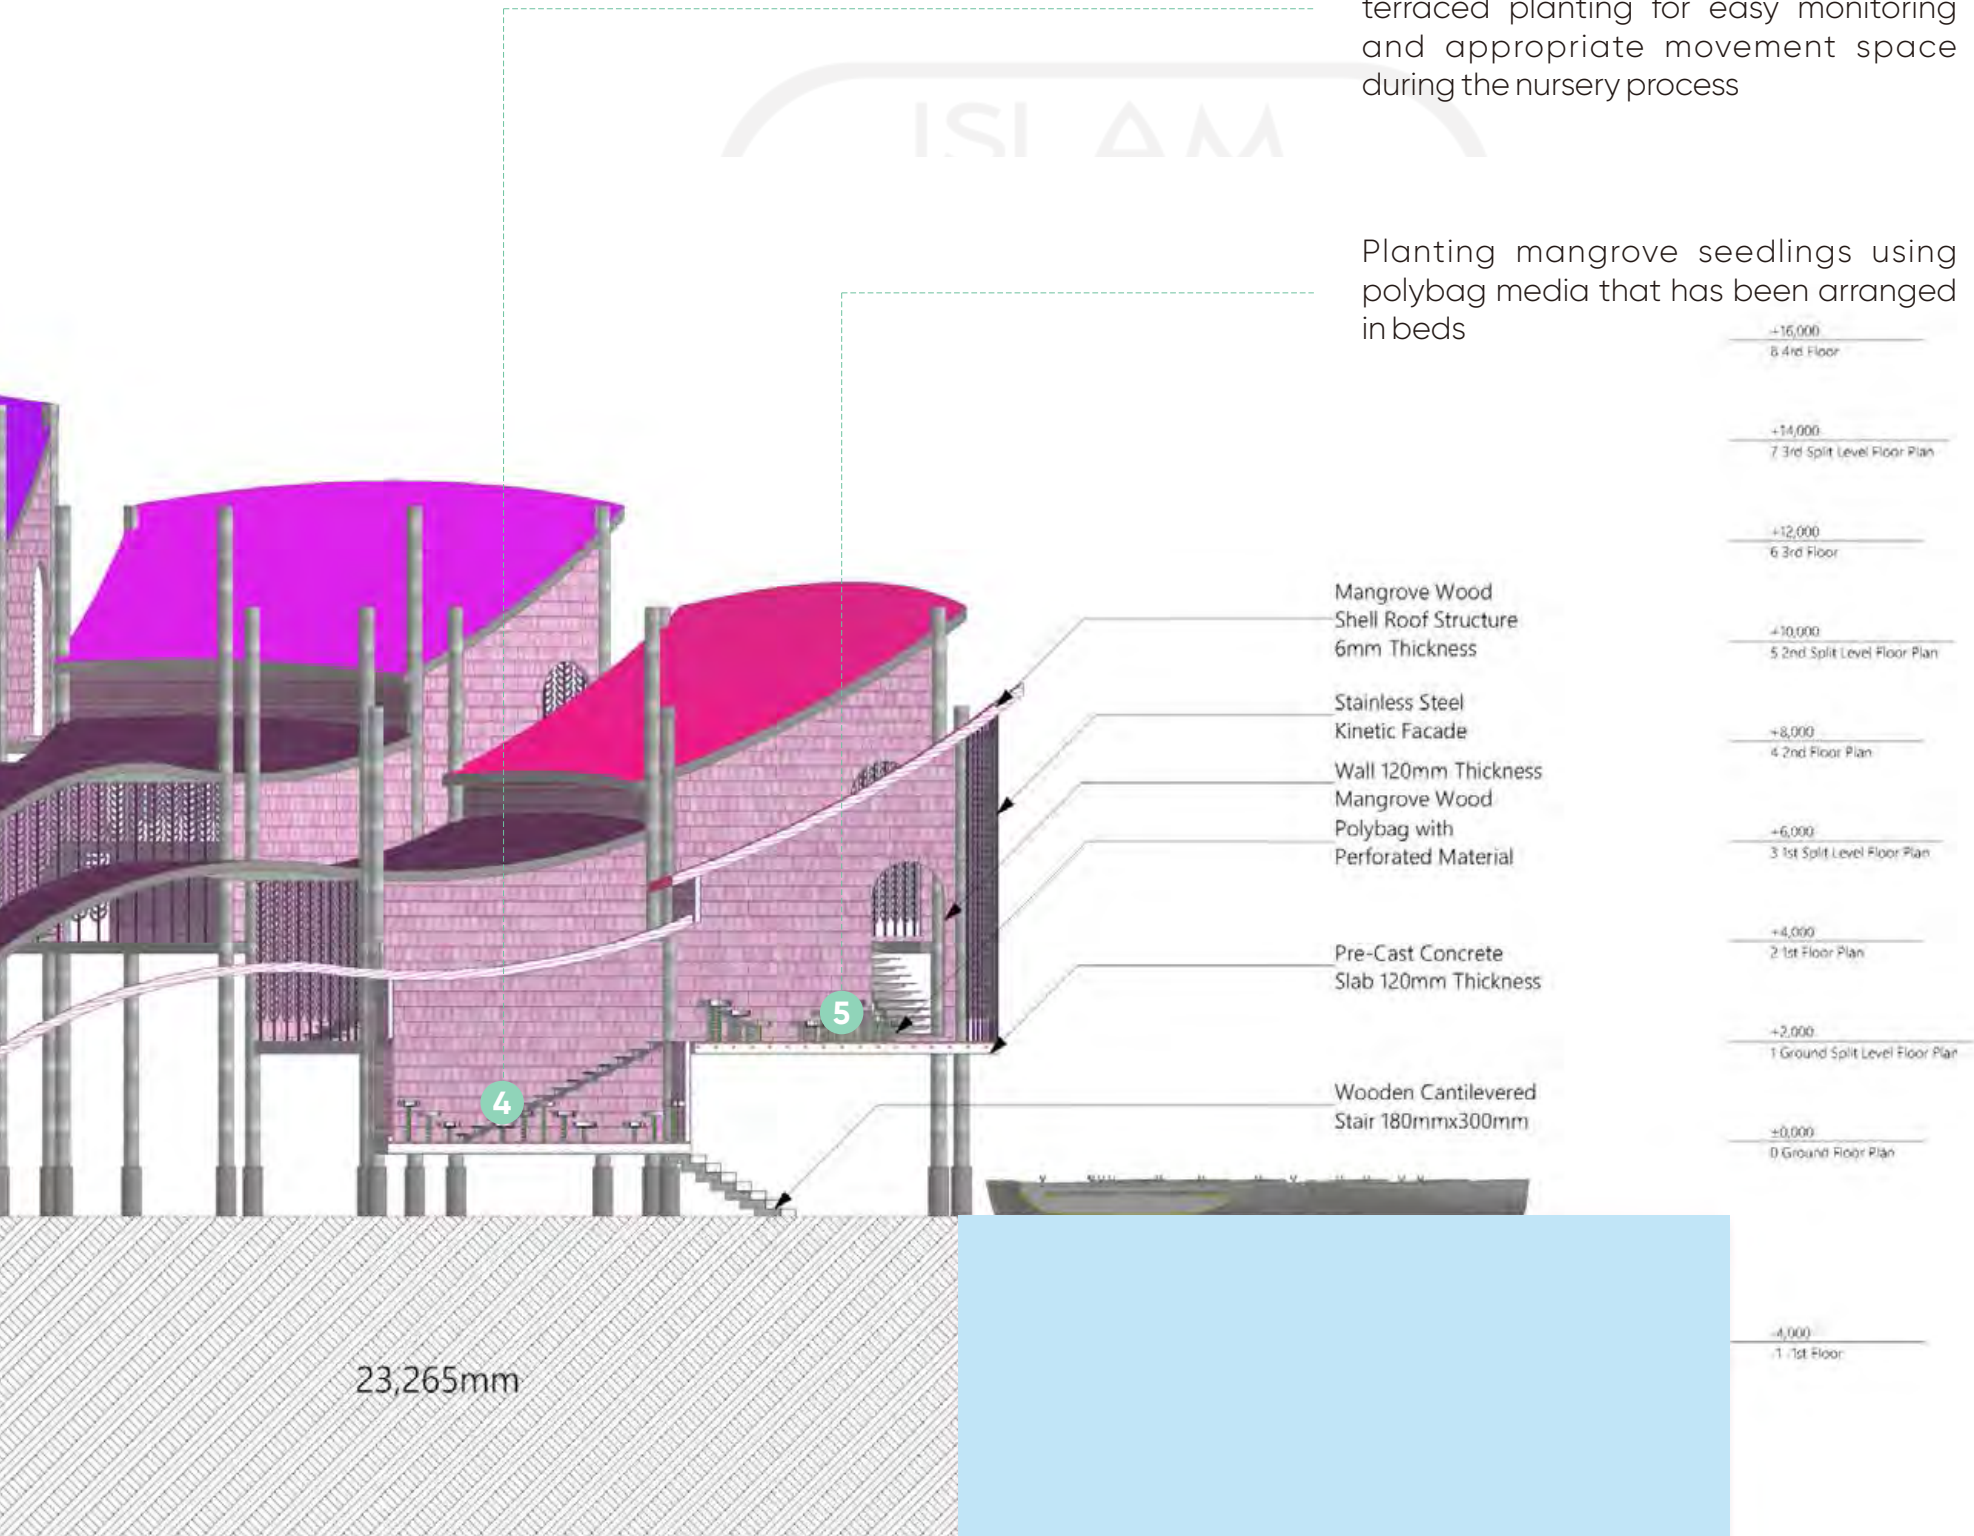 terraced planting for easy monitoring
and appropriate movement space
during the nursery process
ISLAM
Planting mangrove seedlings using
polybag media that has been arranged
in beds
+16,000
8 4rd Floor
+14,000
7 3rd Split Level Floor Plan
+12,000
6 3rd Floor
Mangrove Wood
Shell Roof Structure
6mm Thickness
+10,000
5 2nd Split Level Floor Plan
Stainless Steel
Kinetic Facade
+8,000
4 2nd Floor Plan
Wall 120mm Thickness
Mangrove Wood
Polybag with
Perforated Material
+6,000
3 1st Split Level Floor Plan
+4,000
2 1st Floor Plan
Pre-Cast Concrete
Slab 120mm Thickness
5
+2,000
1 Ground Split Level Floor Plan
4
Wooden Cantilevered
Stair 180mmx300mm
±0,000
0 Ground Floor Plan
-4,000
-1 -1st Floor
23,265mm